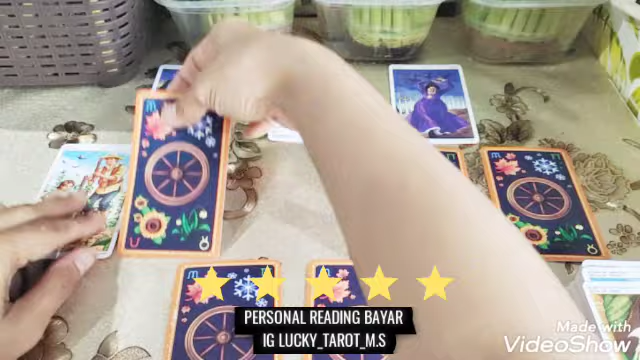 PERSONAL READING BAYAR
IG LUCKY_TAROT_M.S
Made with
VideoShow